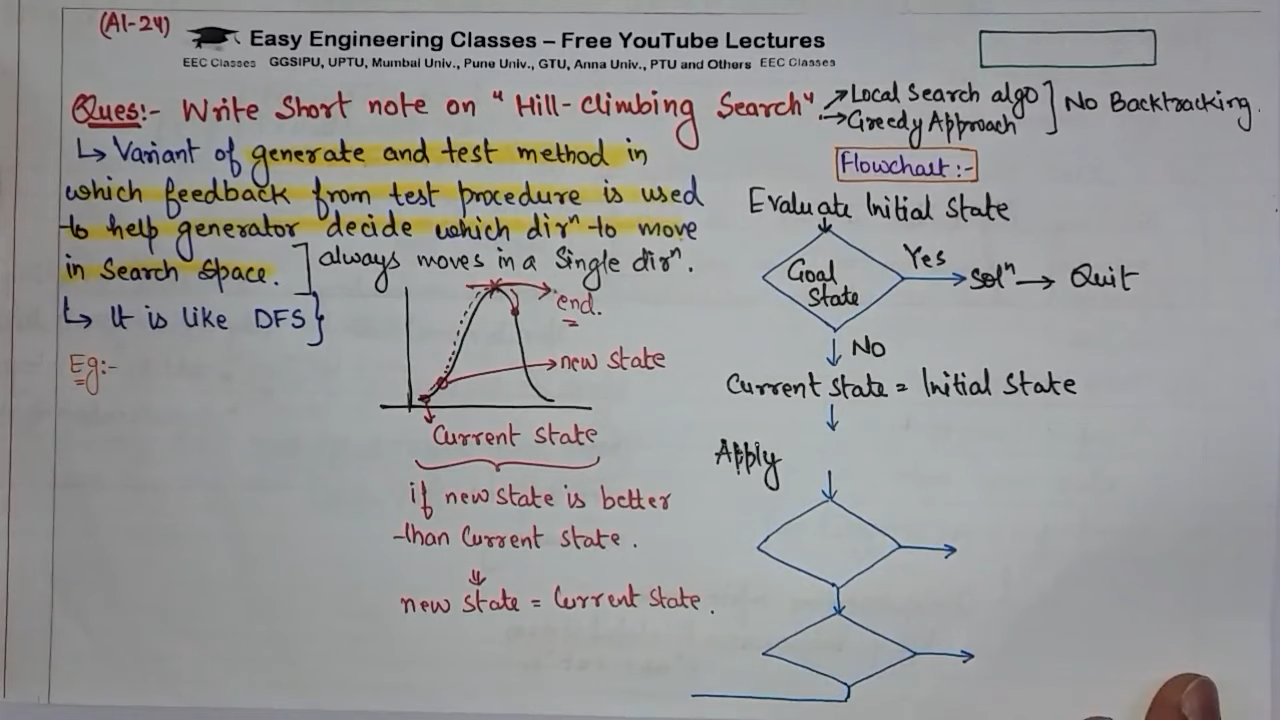 (AI-24)
Easy Engineering Classes – Free YouTube Lectures
EEC Classes GGSIPU, UPTU, Mumbai Univ., Pune Univ., GTU, Anna Univ., PTU and Others EEC Classes
Ques:- Write Short note on "Hill-Climbing Search"
→ Local Search algo
→ Greedy Approach
] No Backtracking.
↳ Variant of generate and test method in
which feedback from test procedure is used
to help generator decide which dirⁿ to move
in Search Space. ] always moves in a Single dirⁿ.
↳ It is like DFS}
Eg:-
end.
new state
Current state
if new state is better
than Current state.
⇓
new state = Current state.
Flowchart:-
Evaluate Initial State
Goal
State
Yes
→ Solⁿ → Quit
No
Current state = Initial State
Apply